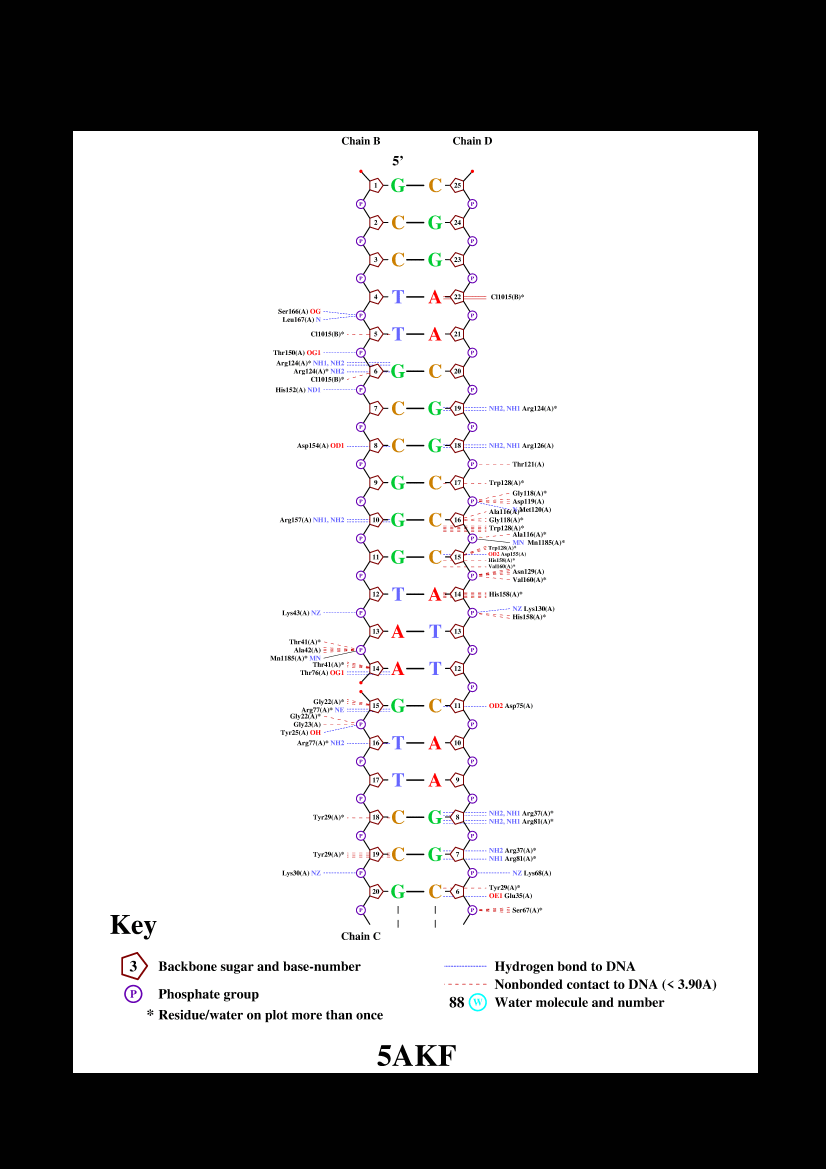 Chain B Chain D
5’
1 G C 25
P P
2 C G 24
P P
3 C G 23
P P
4 T A 22 Cl1015(B)*
Ser166(A) OG
Leu167(A) N P P
Cl1015(B)* 5 T A 21
Thr150(A) OG1 P P
Arg124(A)* NH1, NH2
Arg124(A)* NH2 6 G C 20
Cl1015(B)*
His152(A) ND1 P P
7 C G 19 NH2, NH1 Arg124(A)*
P P
Asp154(A) OD1 8 C G 18 NH2, NH1 Arg126(A)
P P Thr121(A)
9 G C 17 Trp128(A)*
Gly118(A)*
P P Asp119(A)
N Met120(A)
Ala116(A)*
Arg157(A) NH1, NH2 10 G C 16 Gly118(A)*
Trp128(A)*
Ala116(A)*
P P MN Mn1185(A)*
Trp128(A)*
11 G C 15 OD2 Asp155(A)
His158(A)*
Val160(A)*
P P Asn129(A)
Val160(A)*
12 T A 14 His158(A)*
Lys43(A) NZ P P NZ Lys130(A)
His158(A)*
13 A T 13
Thr41(A)*
Ala42(A) P P
Mn1185(A)* MN
Thr41(A)*
Thr76(A) OG1 14 A T 12
P
Gly22(A)*
Arg77(A)* NE 15 G C 11 OD2 Asp75(A)
Gly22(A)*
Gly23(A) P P
Tyr25(A) OH
Arg77(A)* NH2 16 T A 10
P P
17 T A 9
P P
Tyr29(A)* 18 C G 8 NH2, NH1 Arg37(A)*
NH2, NH1 Arg81(A)*
P P
Tyr29(A)* 19 C G 7 NH2 Arg37(A)*
NH1 Arg81(A)*
Lys30(A) NZ P P NZ Lys68(A)
20 G C 6 Tyr29(A)*
OE1 Glu35(A)
P P Ser67(A)*
Chain C
Key
3 Backbone sugar and base-number
P Phosphate group
* Residue/water on plot more than once
Hydrogen bond to DNA
Nonbonded contact to DNA (< 3.90A)
88 W Water molecule and number
5AKF